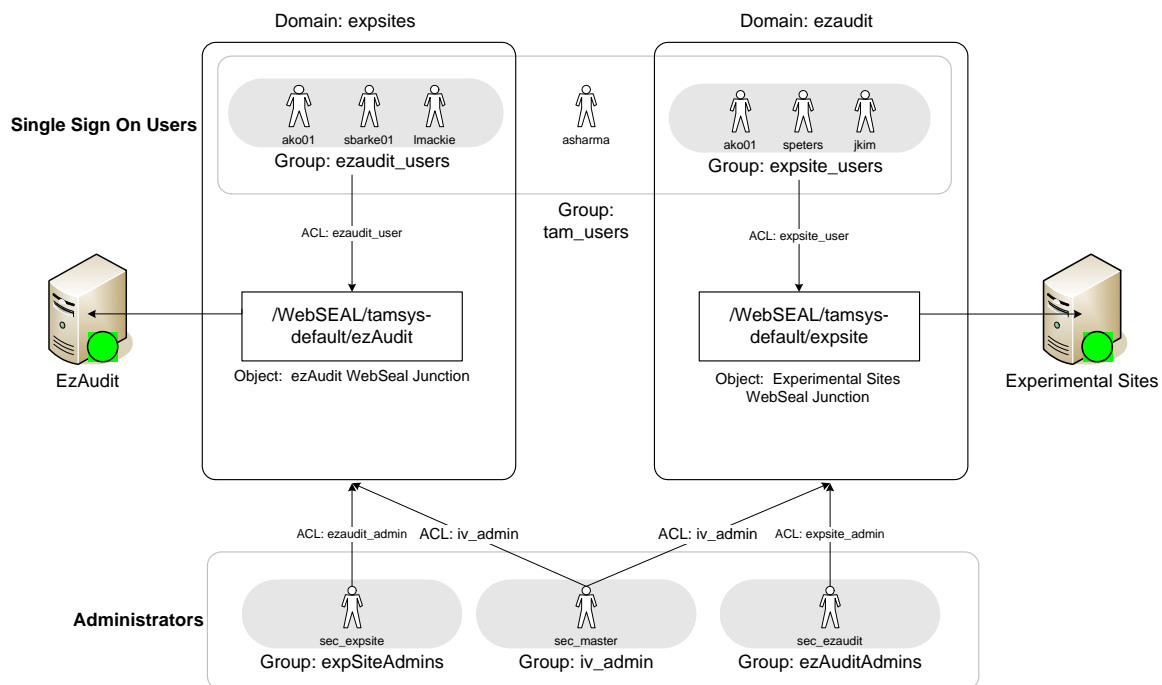 Domain: expsites
Domain: ezaudit
Single Sign On Users
ako01
sbarke01
lmackie
asharma
ako01
speters
jkim
Group: ezaudit_users
Group: expsite_users
Group:
tam_users
ACL: ezaudit_user
ACL: expsite_user
/WebSEAL/tamsys-
default/ezAudit
/WebSEAL/tamsys-
default/expsite
EzAudit
Object:  ezAudit WebSeal Junction
Object:  Experimental Sites
WebSeal Junction
Experimental Sites
ACL: ezaudit_admin
ACL: iv_admin
ACL: iv_admin
ACL: expsite_admin
Administrators
sec_expsite
sec_master
sec_ezaudit
Group: expSiteAdmins
Group: iv_admin
Group: ezAuditAdmins